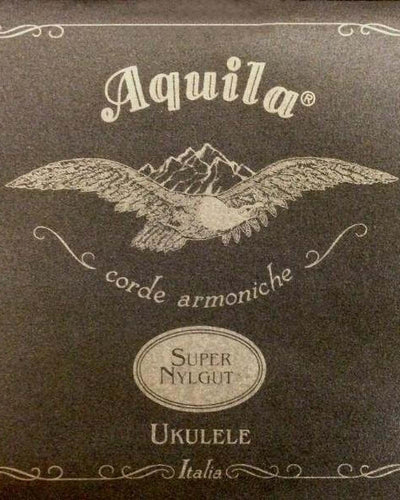 Aquila®
corde armoniche
SUPER
NYLGUT
UKULELE
Italia